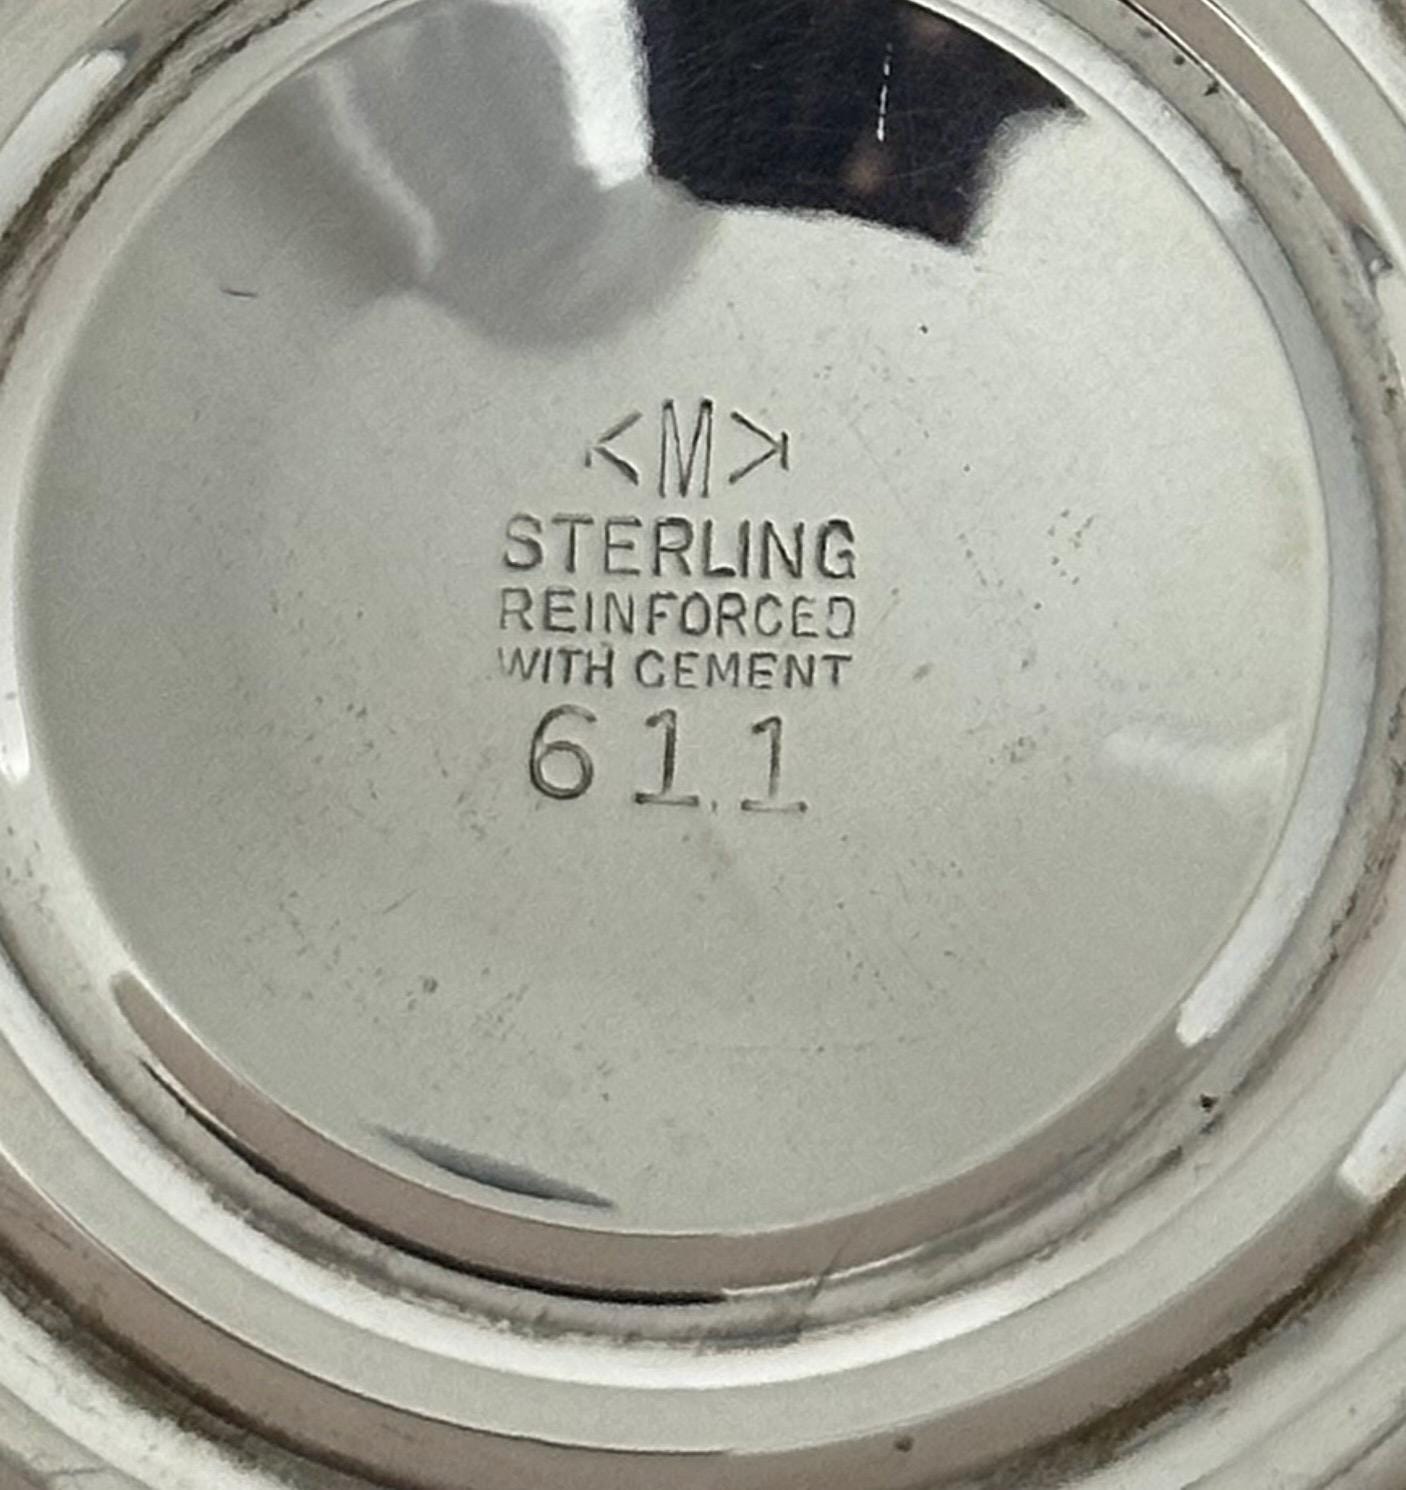 <M>
STERLING
REINFORCED
WITH CEMENT
611